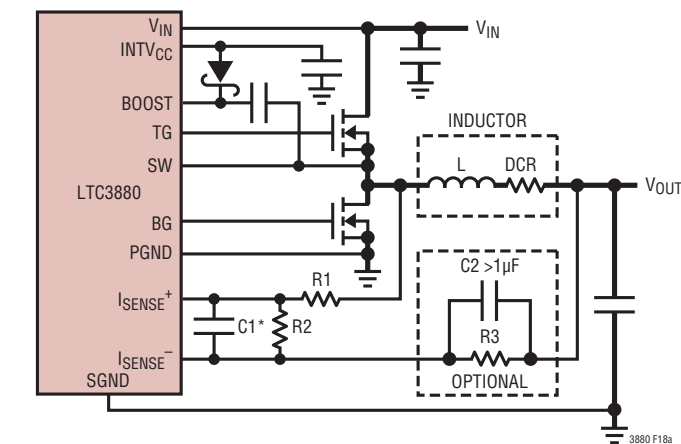 VIN
INTVCC
BOOST
TG
SW
LTC3880
BG
PGND
ISENSE+
ISENSE–
SGND
VIN
INDUCTOR
L
DCR
VOUT
R1
C1*
R2
C2 >1µF
R3
OPTIONAL
3880 F18a